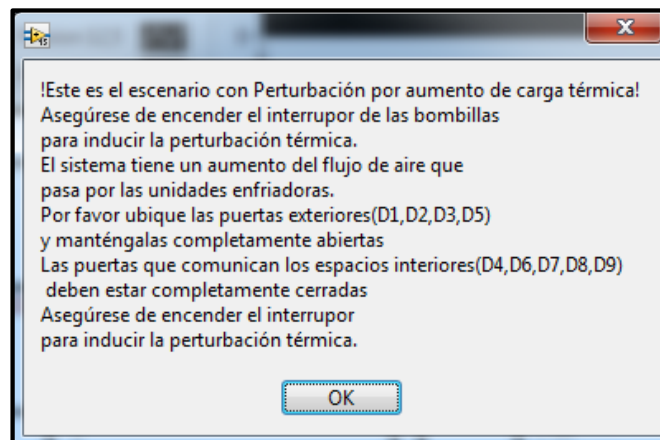 !Este es el escenario con Perturbación por aumento de carga térmica!
Asegúrese de encender el interrupor de las bombillas
para inducir la perturbación térmica.
El sistema tiene un aumento del flujo de aire que
pasa por las unidades enfriadoras.
Por favor ubique las puertas exteriores(D1,D2,D3,D5)
y manténgalas completamente abiertas
Las puertas que comunican los espacios interiores(D4,D6,D7,D8,D9)
deben estar completamente cerradas
Asegúrese de encender el interrupor
para inducir la perturbación térmica.
OK